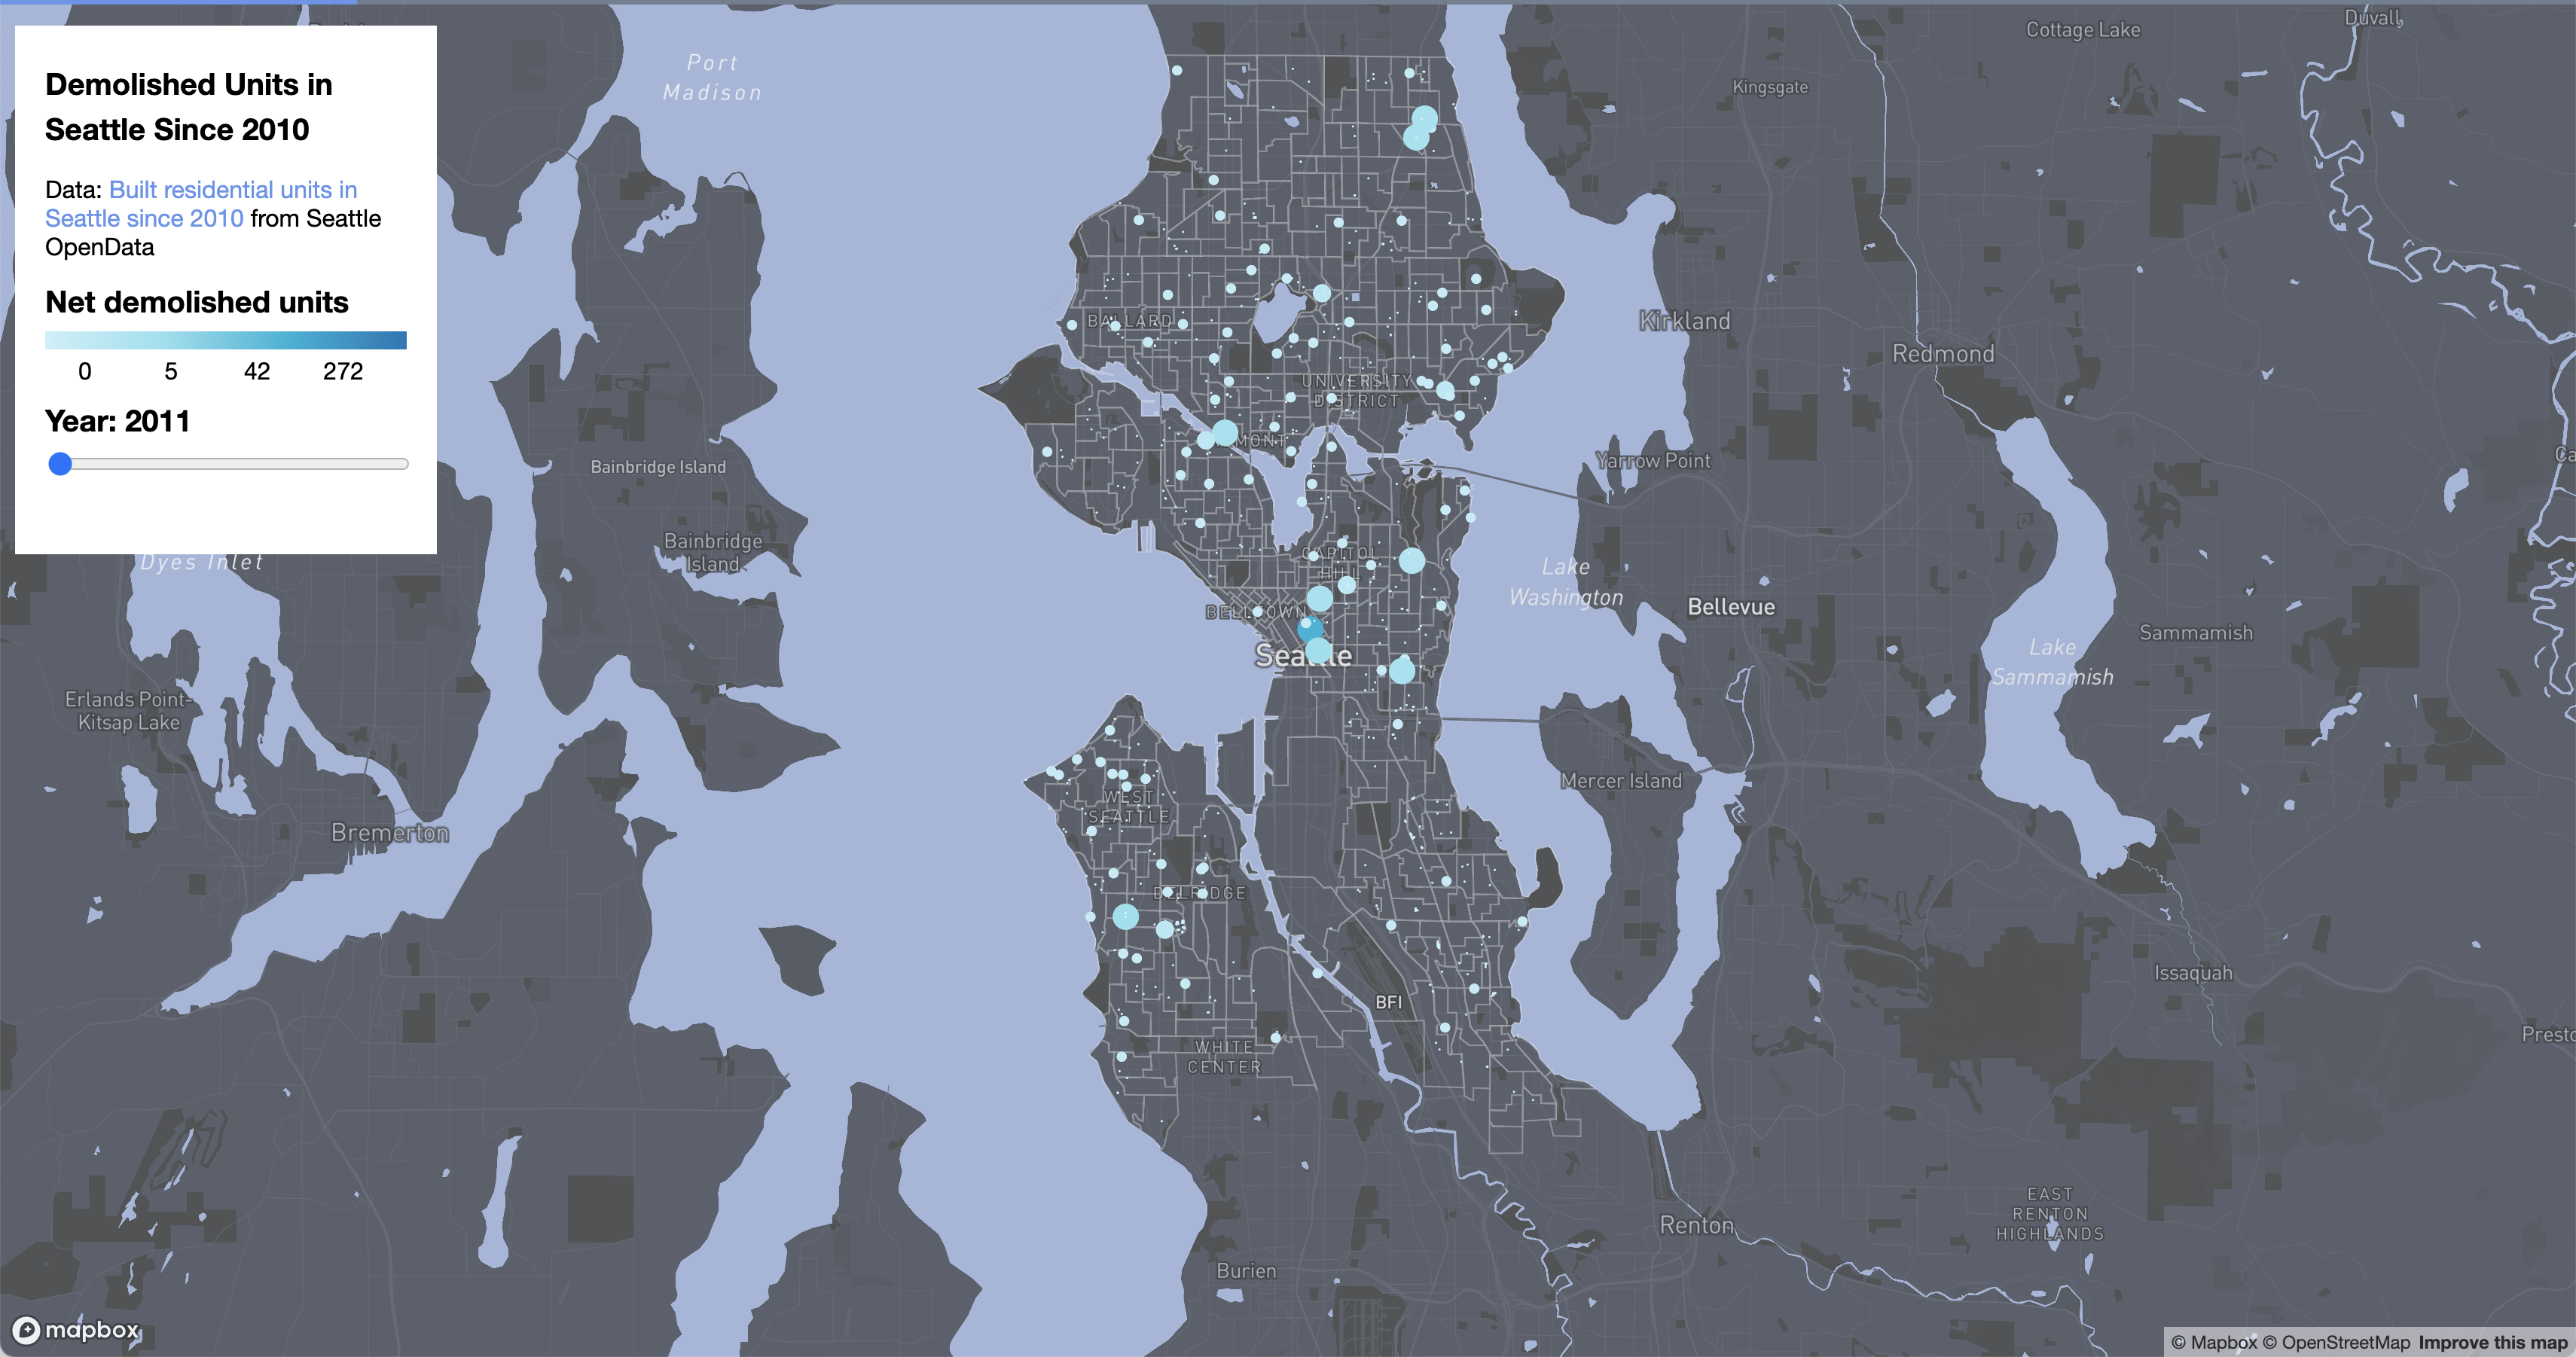 Demolished Units in
Seattle Since 2010
Data: Built residential units in
Seattle since 2010 from Seattle
OpenData
Net demolished units
0 5 42 272
Year: 2011
Port
Madison
Cottage Lake
Duvall
Kingsgate
Kirkland
Redmond
BALLARD
UNIVERSITY
DISTRICT
Yarrow Point
Bainbridge Island
Bainbridge
Island
Dyes Inlet
CAPITOL
HILL
Lake
Washington
BELLTOWN
Bellevue
Seattle
Sammamish
Lake
Sammamish
Erlands Point-
Kitsap Lake
Mercer Island
WEST
SEATTLE
Bremerton
DELRIDGE
BFI
Issaquah
WHITE
CENTER
EAST
RENTON
HIGHLANDS
Renton
Burien
mapbox
© Mapbox © OpenStreetMap Improve this map